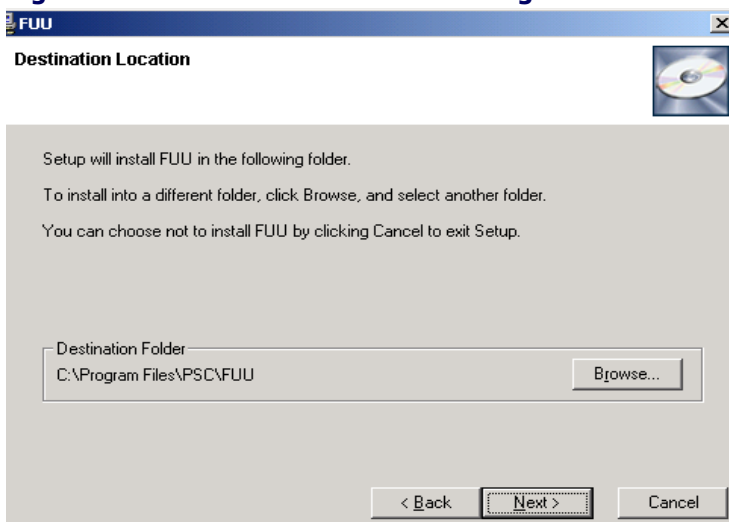 FUU
Destination Location
Setup will install FUU in the following folder.
To install into a different folder, click Browse, and select another folder.
You can choose not to install FUU by clicking Cancel to exit Setup.
Destination Folder
C:\Program Files\PSC\FUU
Browse...
< Back
Next >
Cancel